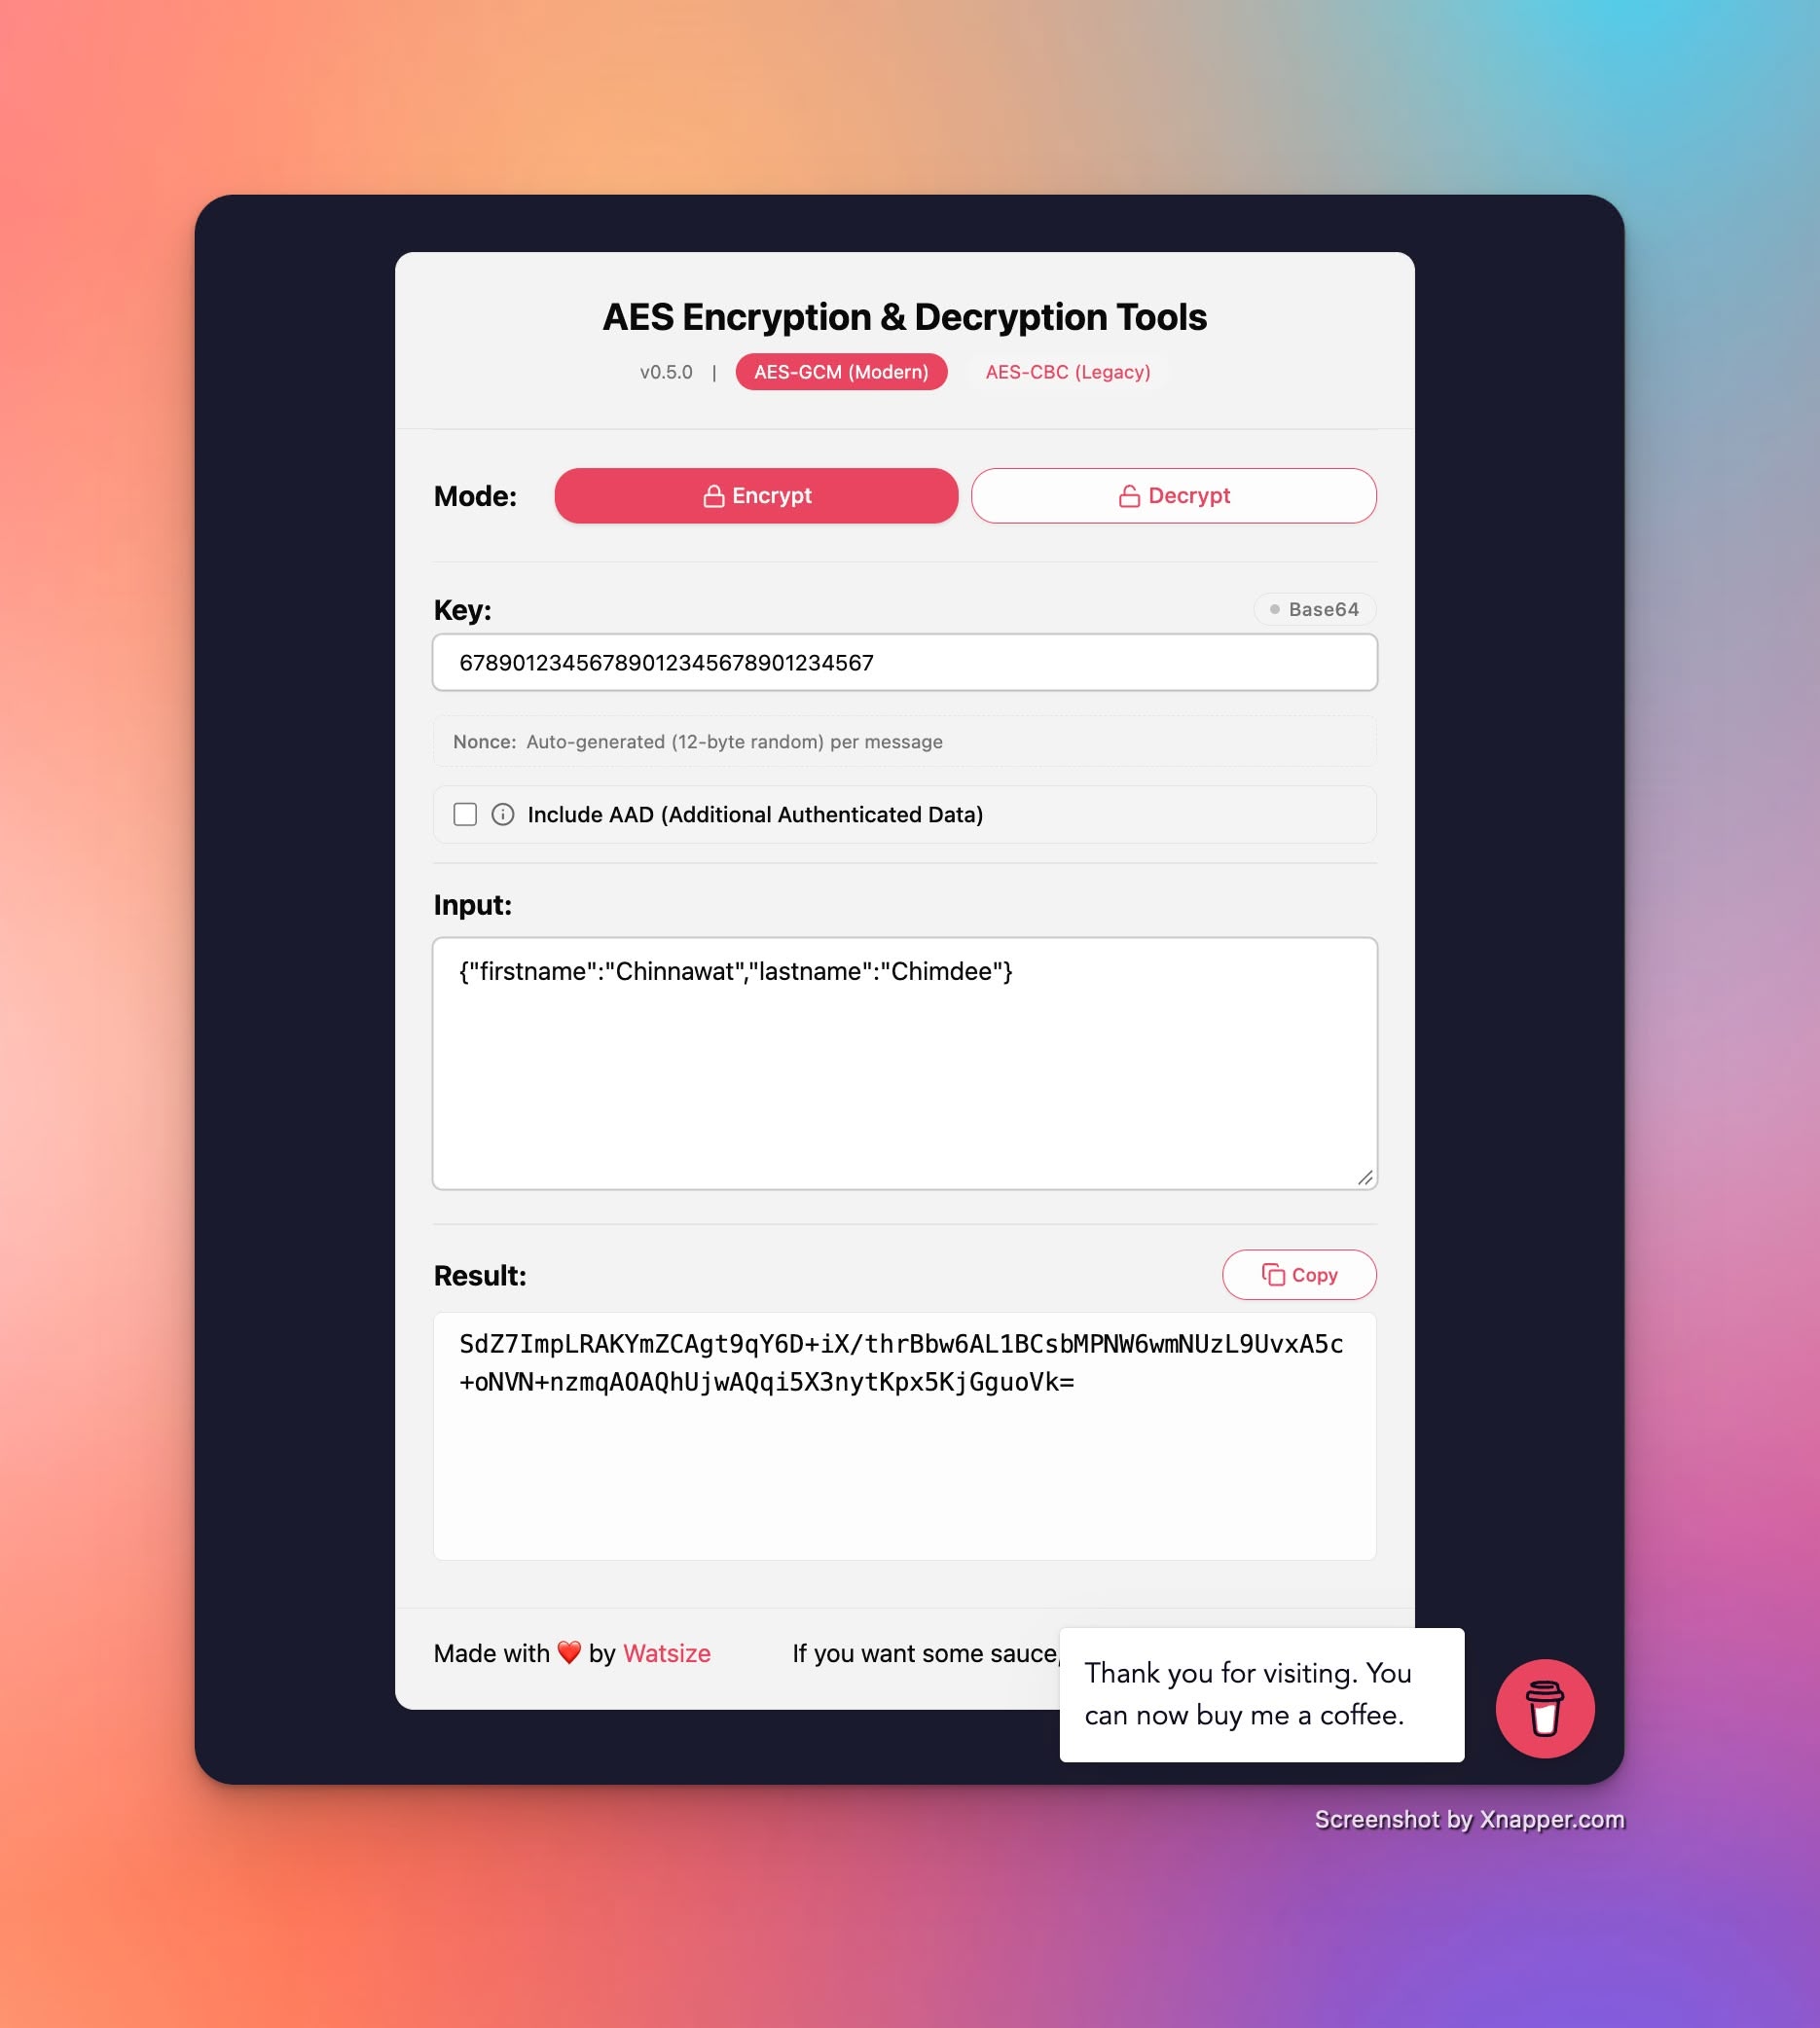 AES Encryption & Decryption Tools
v0.5.0 | AES-GCM (Modern) AES-CBC (Legacy)
Mode: Encrypt Decrypt
Key: Base64
67890123456789012345678901234567
Nonce: Auto-generated (12-byte random) per message
Include AAD (Additional Authenticated Data)
Input:
{"firstname":"Chinnawat","lastname":"Chimdee"}
Result: Copy
SdZ7ImpLRAKYmZCAgt9qY6D+iX/thrBbw6AL1BCsbMPNW6wmNUzL9UvxA5c
+oNVN+nzmqAOAQhUjwAQqi5X3nytKpx5KjGguoVk=
Made with ❤️ by Watsize If you want some sauce,
Thank you for visiting. You
can now buy me a coffee.
Screenshot by Xnapper.com